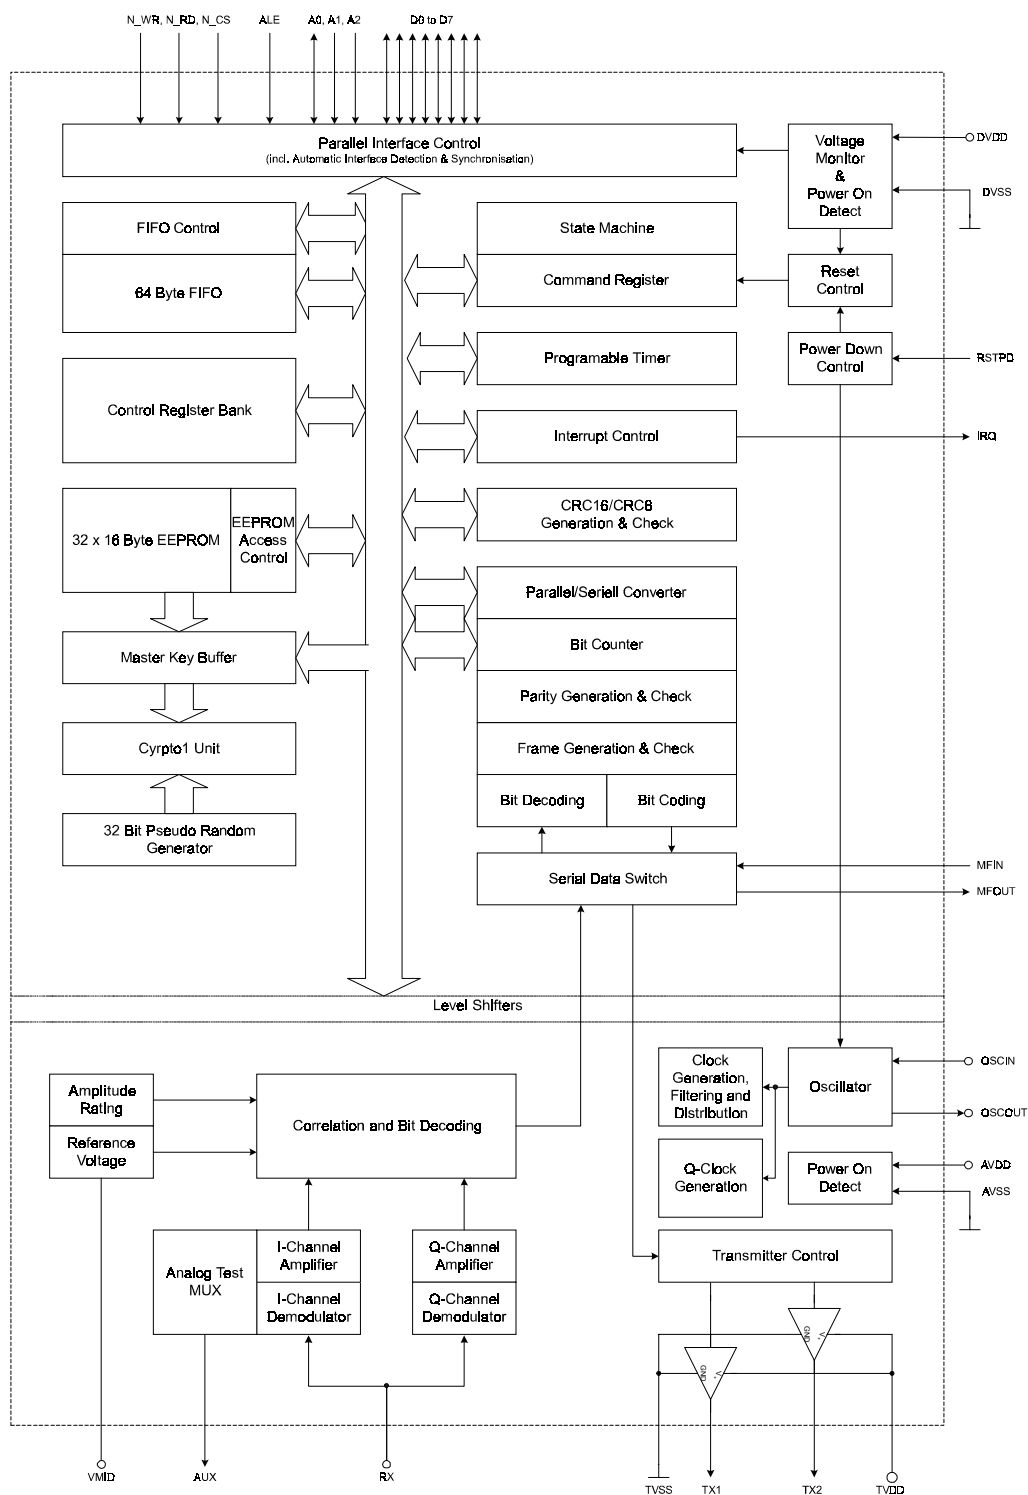 N_WR, N_RD, N_CS
ALE
A0, A1, A2
D0 to D7
Parallel Interface Control
(incl. Automatic Interface Detection & Synchronisation)
Voltage
Monitor
&
Power On
Detect
DVDD
DVSS
FIFO Control
64 Byte FIFO
State Machine
Command Register
Reset
Control
Programable Timer
Power Down
Control
RSTPD
Control Register Bank
Interrupt Control
IRQ
32 x 16 Byte EEPROM
EEPROM
Access
Control
CRC16/CRC8
Generation & Check
Parallel/Seriell Converter
Bit Counter
Master Key Buffer
Parity Generation & Check
Cyrpto1 Unit
Frame Generation & Check
Bit Decoding
Bit Coding
32 Bit Pseudo Random
Generator
Serial Data Switch
MFIN
MFOUT
Level Shifters
Amplitude
Rating
Reference
Voltage
Correlation and Bit Decoding
Clock
Generation,
Filtering and
Distribution
Oscillator
OSCIN
OSCOUT
Q-Clock
Generation
Power On
Detect
AVDD
AVSS
Analog Test
MUX
I-Channel
Amplifier
I-Channel
Demodulator
Q-Channel
Amplifier
Q-Channel
Demodulator
Transmitter Control
GND
V+
GND
V+
VMID
AUX
RX
TVSS
TX1
TX2
TVDD